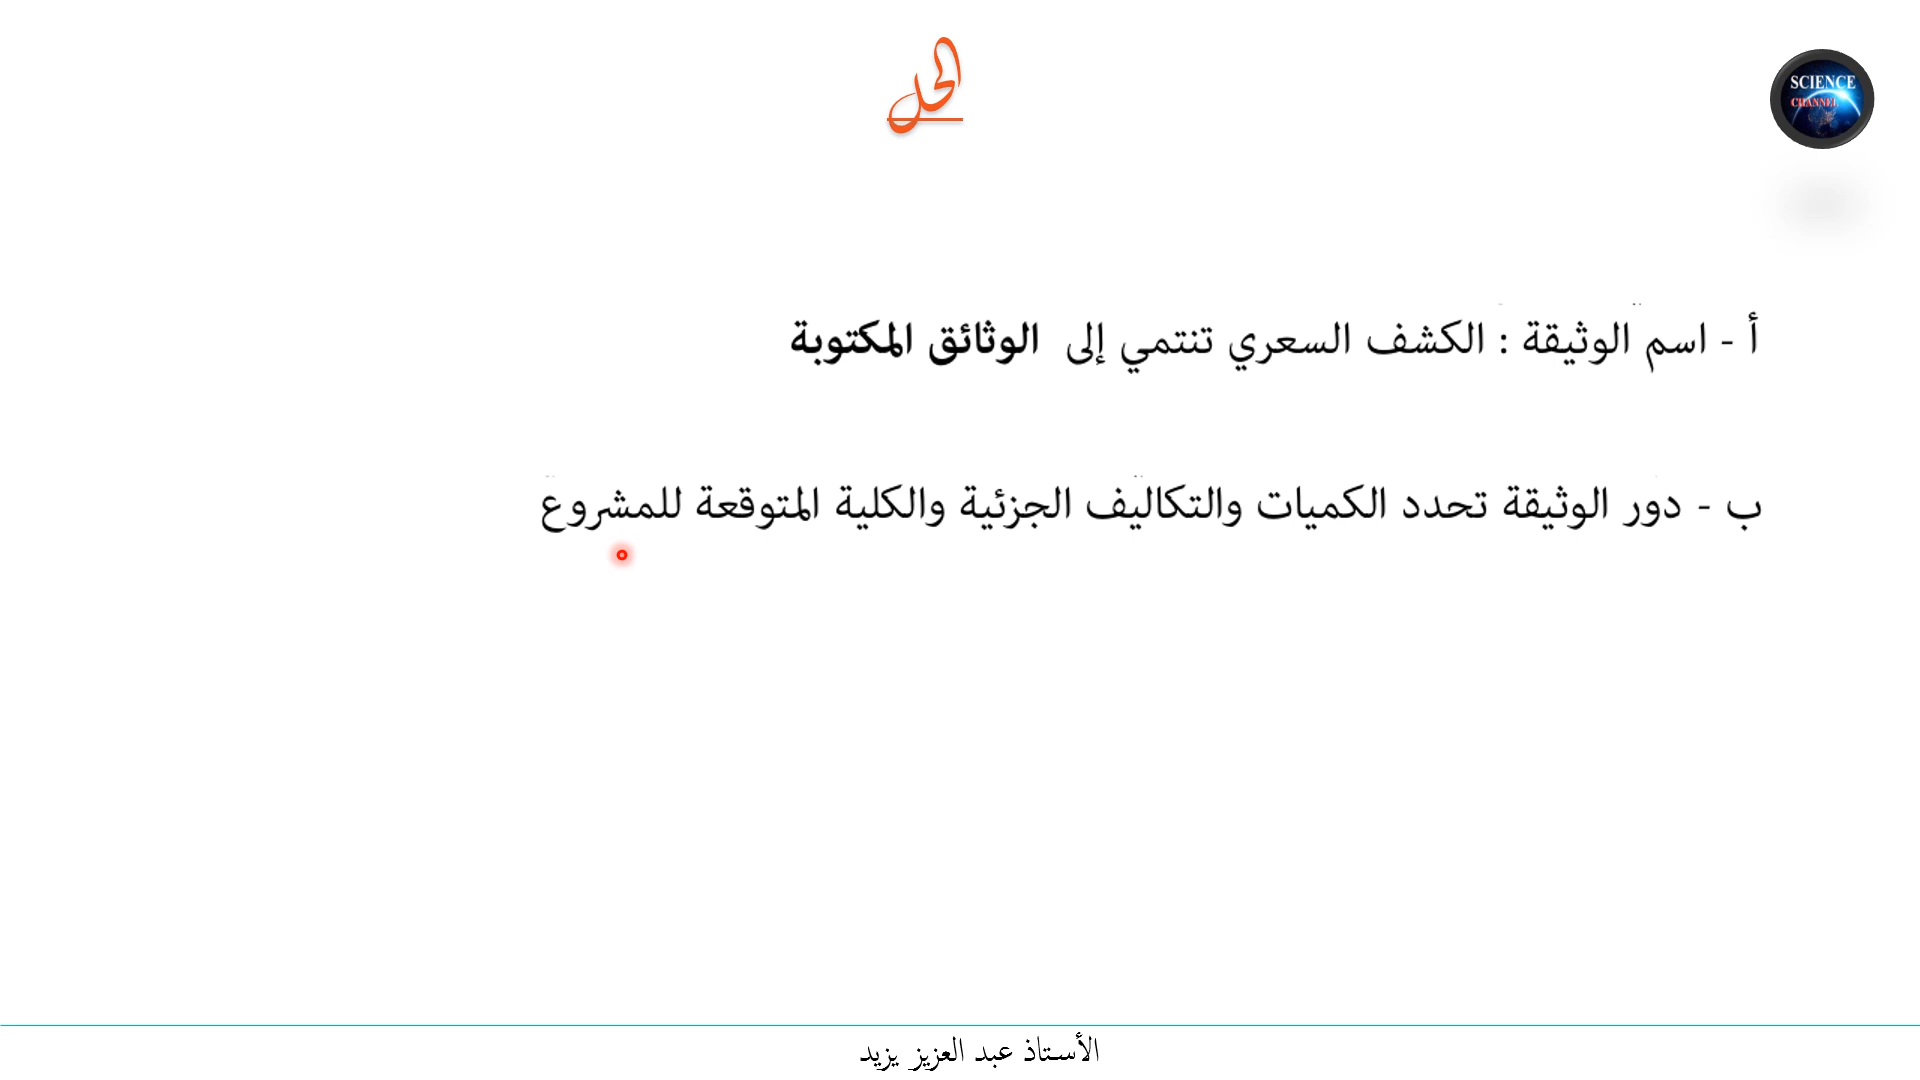 الحل
SCIENCE
CHANNEL
أ - اسم الوثيقة : الكشف السعري تنتمي إلى الوثائق المكتوبة
ب - دور الوثيقة تحدد الكميات والتكاليف الجزئية والكلية المتوقعة للمشروع
الأستاذ عبد العزيز يزيد